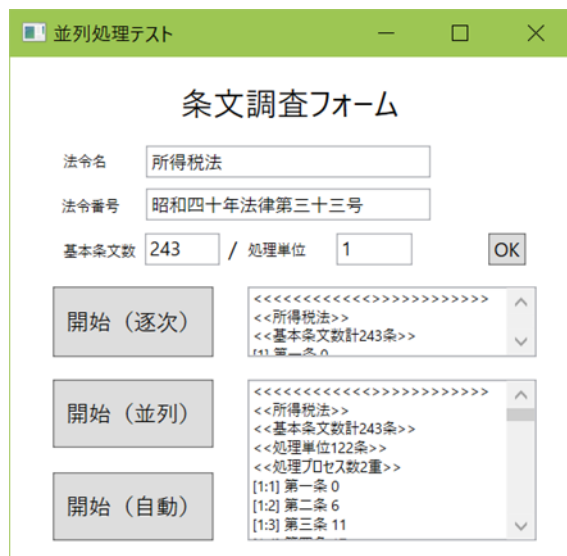 並列処理テスト
条文調査フォーム
法令名 所得税法
法令番号 昭和四十年法律第三十三号
基本条文数 243 / 処理単位 1 OK
開始（逐次）
<<<<<<<<<<<<>>>>>>>>>>>>
<<所得税法>>
<<基本条文数計243条>>
[1] 第一条 0
開始（並列）
<<<<<<<<<<<<>>>>>>>>>>>>
<<所得税法>>
<<基本条文数計243条>>
<<処理単位122条>>
<<処理プロセス数2重>>
[1:1] 第一条 0
[1:2] 第二条 6
[1:3] 第三条 11
開始（自動）